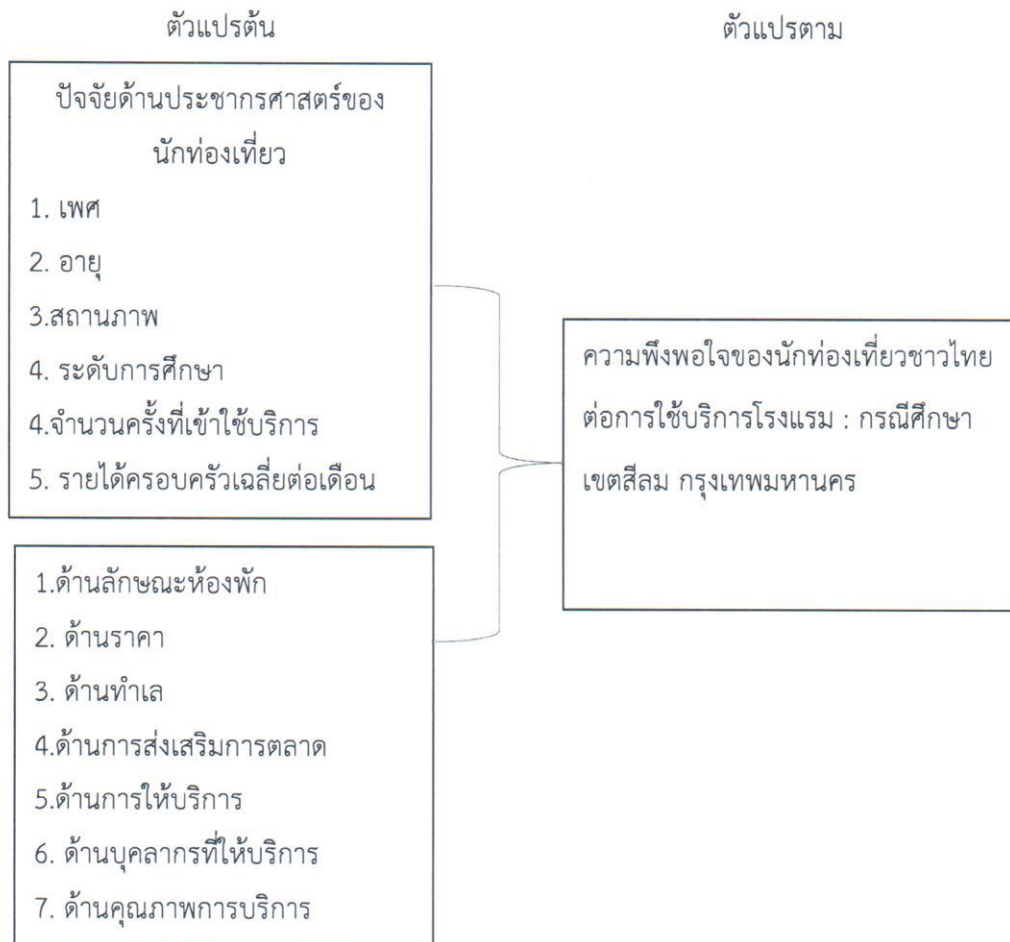 ตัวแปรต้น
ตัวแปรตาม
ปัจจัยด้านประชากรศาสตร์ของ
นักท่องเที่ยว
1. เพศ
2. อายุ
3.สถานภาพ
4. ระดับการศึกษา
4.จำนวนครั้งที่เข้าใช้บริการ
5. รายได้ครอบครัวเฉลี่ยต่อเดือน
ความพึงพอใจของนักท่องเที่ยวชาวไทย
ต่อการใช้บริการโรงแรม : กรณีศึกษา
เขตสีลม กรุงเทพมหานคร
1.ด้านลักษณะห้องพัก
2. ด้านราคา
3. ด้านทำเล
4.ด้านการส่งเสริมการตลาด
5.ด้านการให้บริการ
6. ด้านบุคลากรที่ให้บริการ
7. ด้านคุณภาพการบริการ